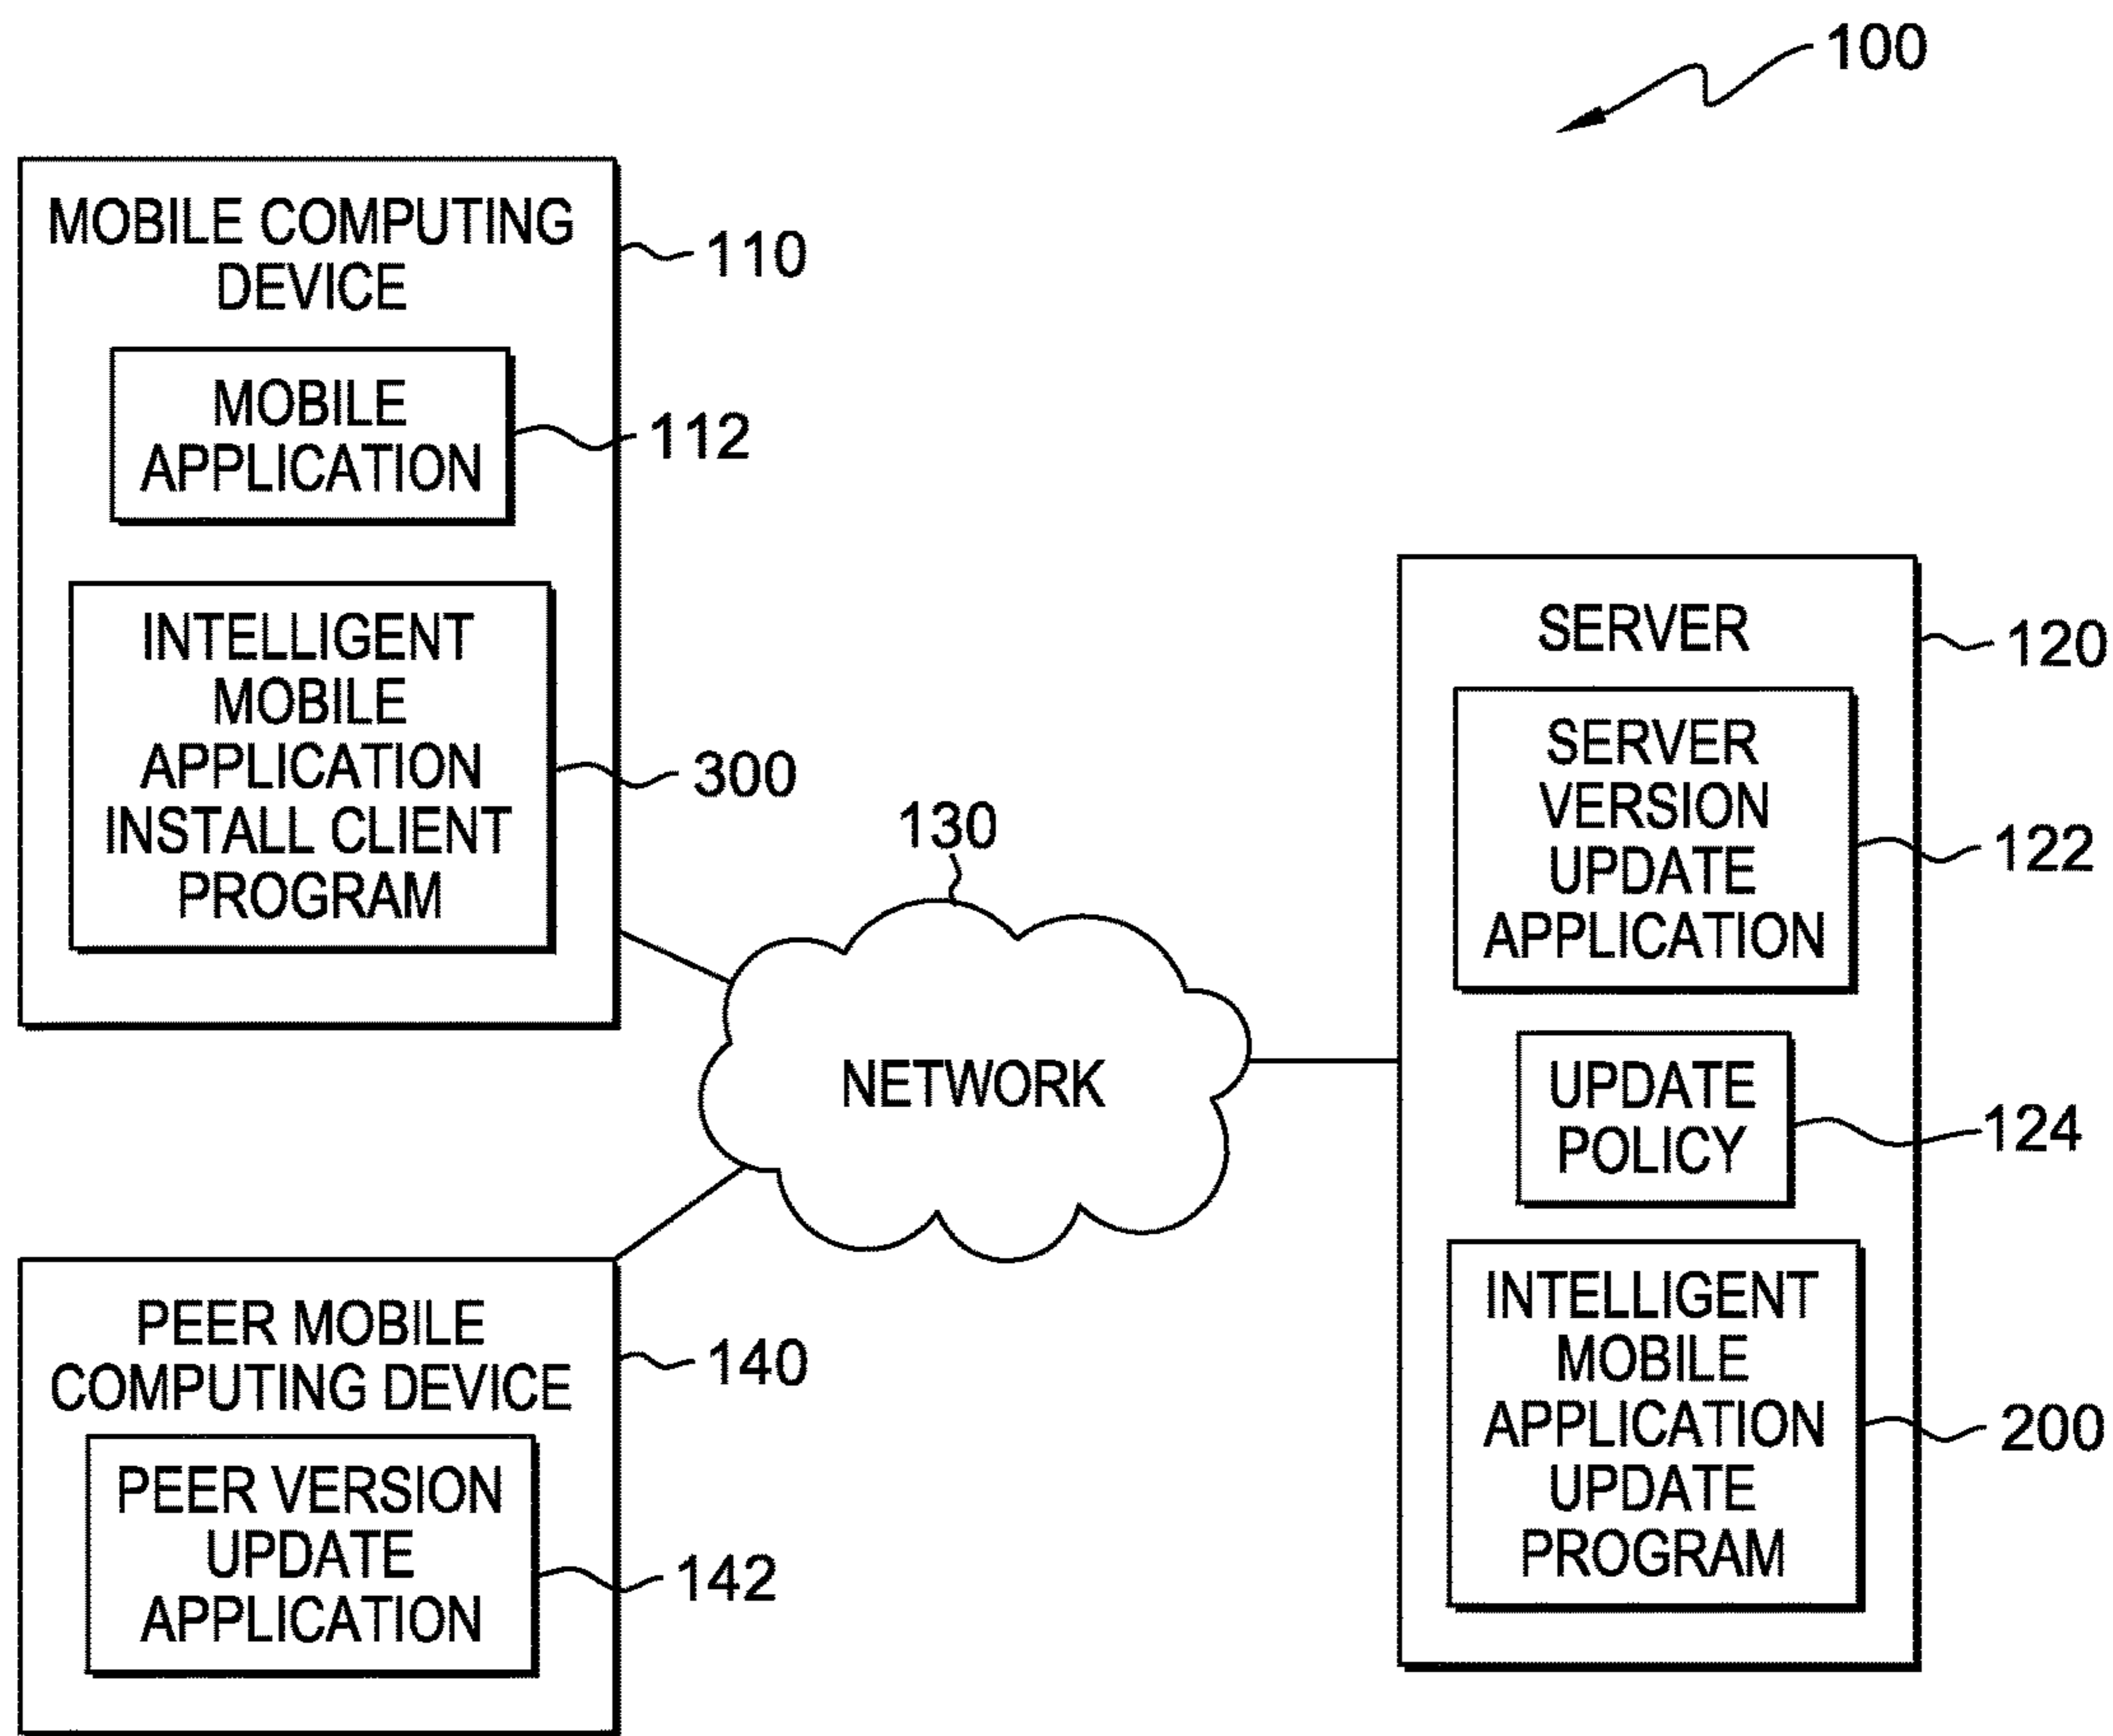 100
MOBILE COMPUTING
DEVICE
110
MOBILE
APPLICATION
112
INTELLIGENT
MOBILE
APPLICATION
INSTALL CLIENT
PROGRAM
300
130
NETWORK
SERVER
120
SERVER
VERSION
UPDATE
APPLICATION
122
UPDATE
POLICY
124
INTELLIGENT
MOBILE
APPLICATION
UPDATE
PROGRAM
200
PEER MOBILE
COMPUTING DEVICE
140
PEER VERSION
UPDATE
APPLICATION
142